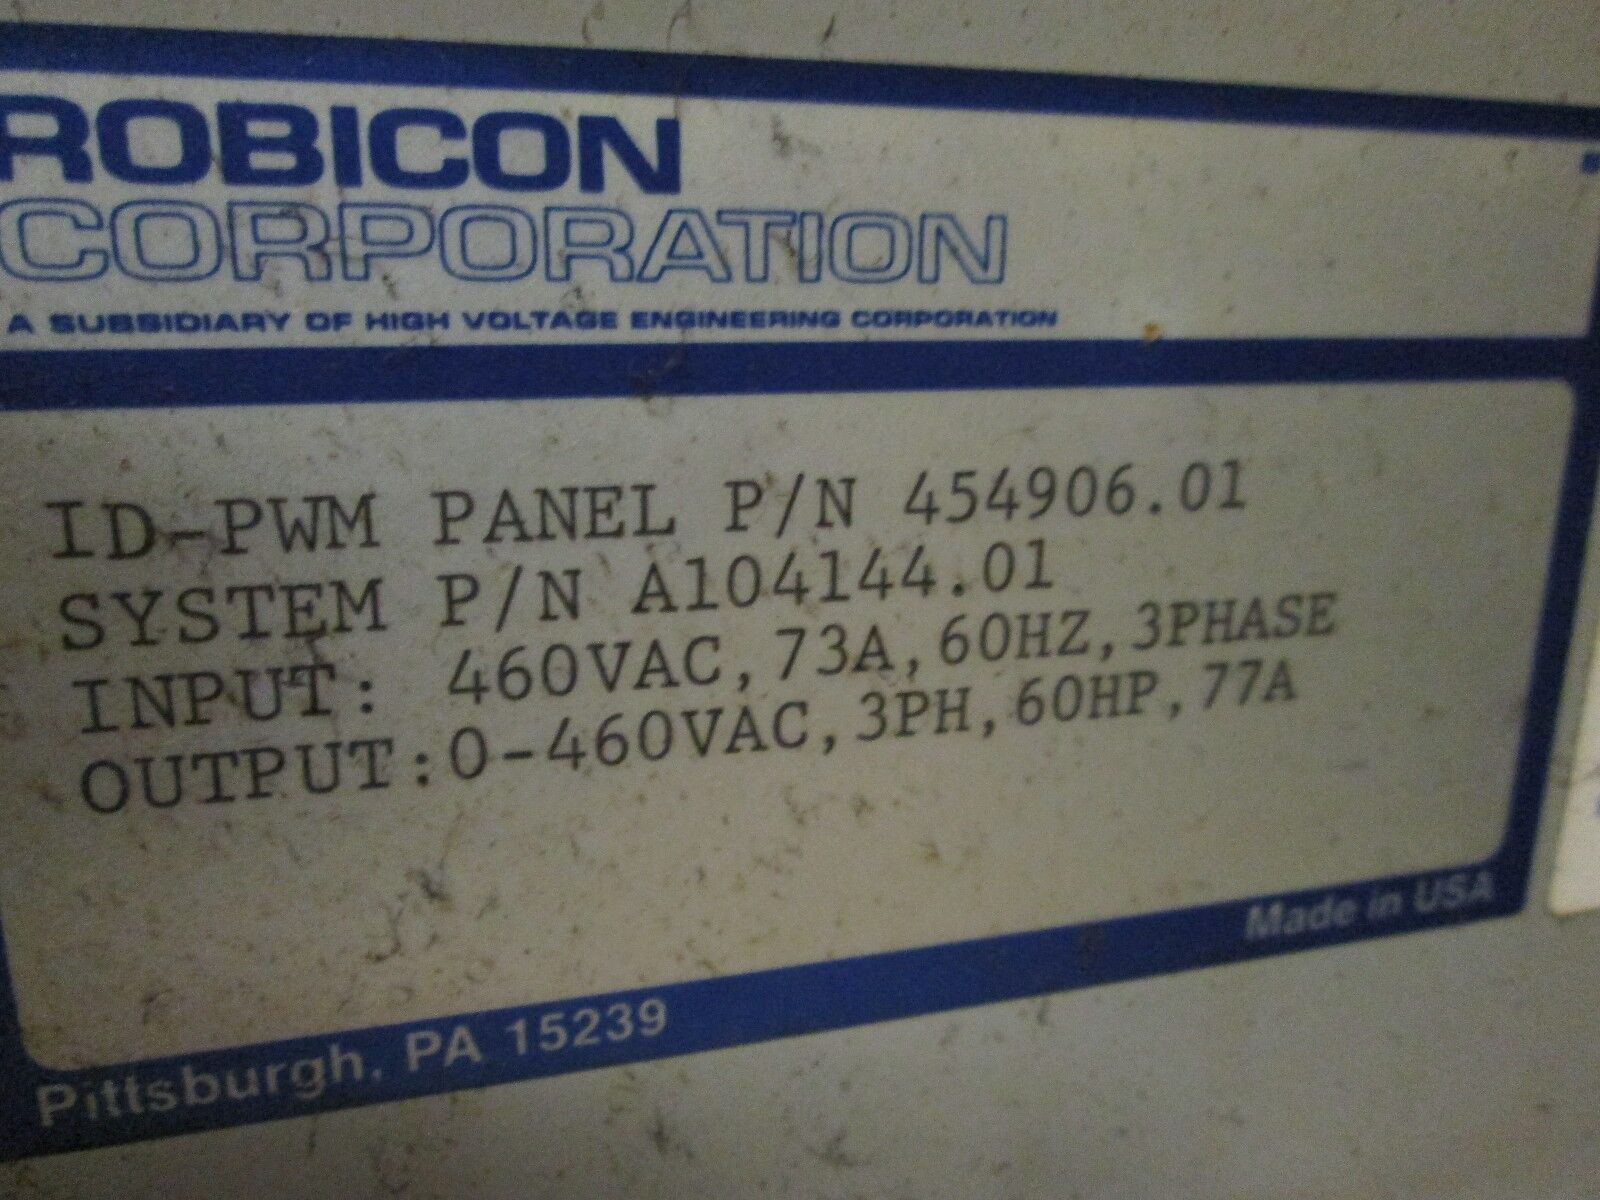 ROBICON
CORPORATION
A SUBSIDIARY OF HIGH VOLTAGE ENGINEERING CORPORATION
ID-PWM PANEL P/N 454906.01
SYSTEM P/N A104144.01
INPUT: 460VAC,73A,60HZ,3PHASE
OUTPUT:0-460VAC,3PH,60HP,77A
Made in USA
Pittsburgh, PA 15239